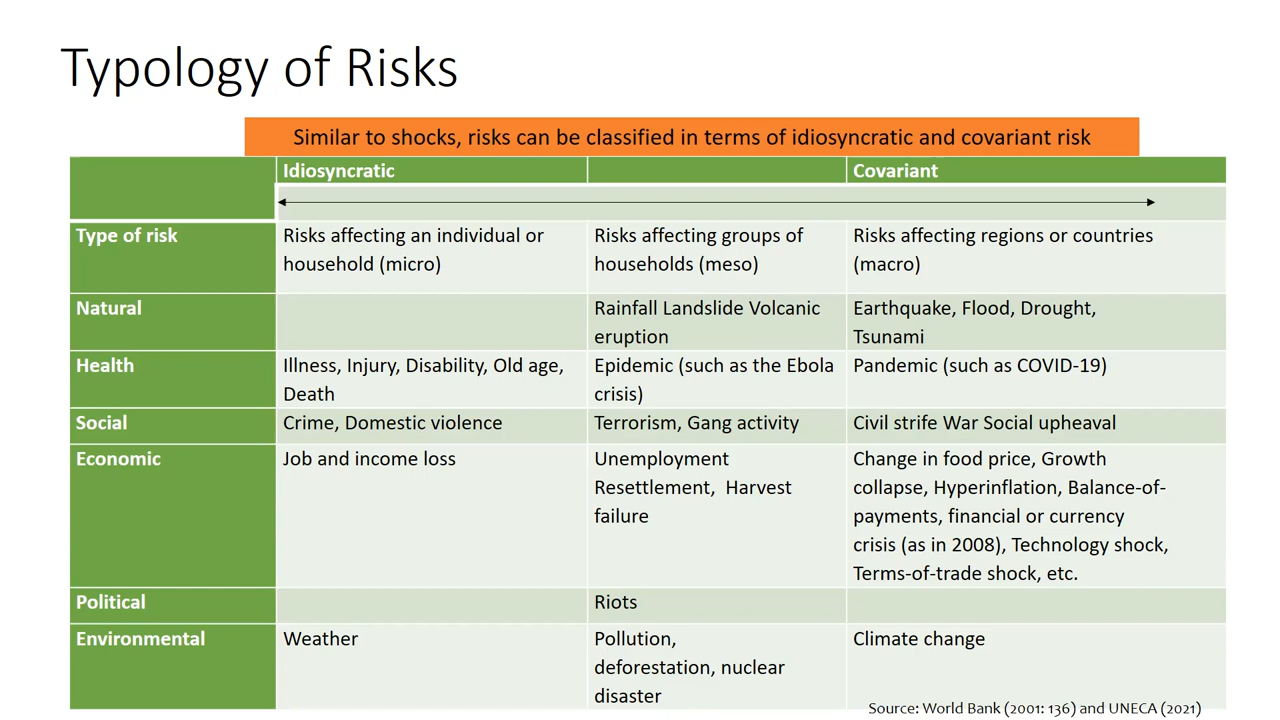 Typology of Risks
Similar to shocks, risks can be classified in terms of idiosyncratic and covariant risk
Idiosyncratic
Covariant
Type of risk
Risks affecting an individual or
household (micro)
Risks affecting groups of
households (meso)
Risks affecting regions or countries
(macro)
Natural
Rainfall Landslide Volcanic
eruption
Earthquake, Flood, Drought,
Tsunami
Health
Illness, Injury, Disability, Old age,
Death
Epidemic (such as the Ebola
crisis)
Pandemic (such as COVID-19)
Social
Crime, Domestic violence
Terrorism, Gang activity
Civil strife War Social upheaval
Economic
Job and income loss
Unemployment
Resettlement, Harvest
failure
Change in food price, Growth
collapse, Hyperinflation, Balance-of-
payments, financial or currency
crisis (as in 2008), Technology shock,
Terms-of-trade shock, etc.
Political
Riots
Environmental
Weather
Pollution,
deforestation, nuclear
disaster
Climate change
Source: World Bank (2001: 136) and UNECA (2021)